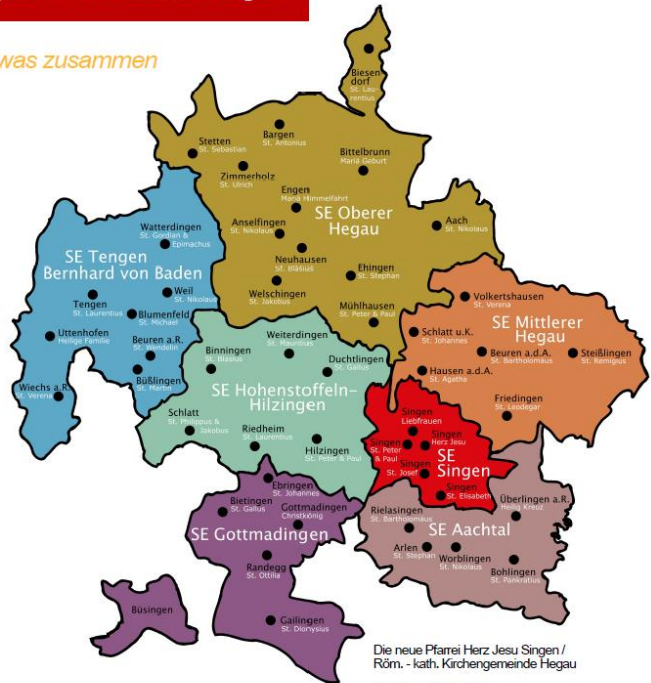 was zusammen
Biesen
dorf
St. Lau-
rentius
Stetten
St. Sebastian
Bargen
St. Antonius
Bittelbrunn
Mariä Geburt
Zimmerholz
St. Ulrich
Engen
Mariä Himmelfahrt
Anselfingen
St. Nikolaus
SE Oberer
Hegau
Aach
St. Nikolaus
Neuhausen
St. Bläsius
Ehingen
St. Stephan
Welschingen
St. Jakobus
Mühlhausen
St. Peter & Paul
Watterdingen
St. Gordian &
Epimachus
SE Tengen
Bernhard von Baden
Tengen
St. Laurentius
Weil
St. Nikolaus
Blumenfeld
St. Michael
Uttenhofen
Heilige Familie
Beuren a.R.
St. Wendelin
Büßlingen
St. Martin
Wiechs a.R.
St. Verena
Volkertshausen
St. Verena
SE Mittlerer
Hegau
Schlatt u.K.
St. Johannes
Beuren a.d.A.
St. Bartholomäus
Steißlingen
St. Remigius
Hausen a.d.A.
St. Agatha
Friedingen
St. Leodegar
Weiterdingen
St. Mauritius
Binningen
St. Blasius
Duchtlingen
St. Gallus
SE Hohenstoffeln-
Hilzingen
Schlatt
St. Philippus &
Jakobus
Riedheim
St. Laurentius
Hilzingen
St. Peter & Paul
Singen
Liebfrauen
Singen
St. Peter
& Paul
Singen
Herz Jesu
SE
Singen
Singen
St. Josef
Singen
St. Elisabeth
Ebringen
St. Johannes
Bietingen
St. Gallus
Gottmadingen
Christkönig
SE Gottmadingen
Randegg
St. Ottilia
Gailingen
St. Dionysius
Büsingen
Überlingen a.R.
Heilig Kreuz
Rielasingen
St. Bartholomäus
SE Aachtal
Arlen
St. Stephan
Worblingen
St. Nikolaus
Bohlingen
St. Pankratius
Die neue Pfarrei Herz Jesu Singen /
Röm. - kath. Kirchengemeinde Hegau